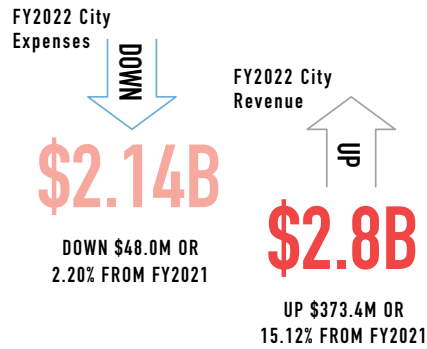 FY2022 City
Expenses
DOWN
$2.14B
DOWN $48.0M OR
2.20% FROM FY2021
FY2022 City
Revenue
UP
$2.8B
UP $373.4M OR
15.12% FROM FY2021